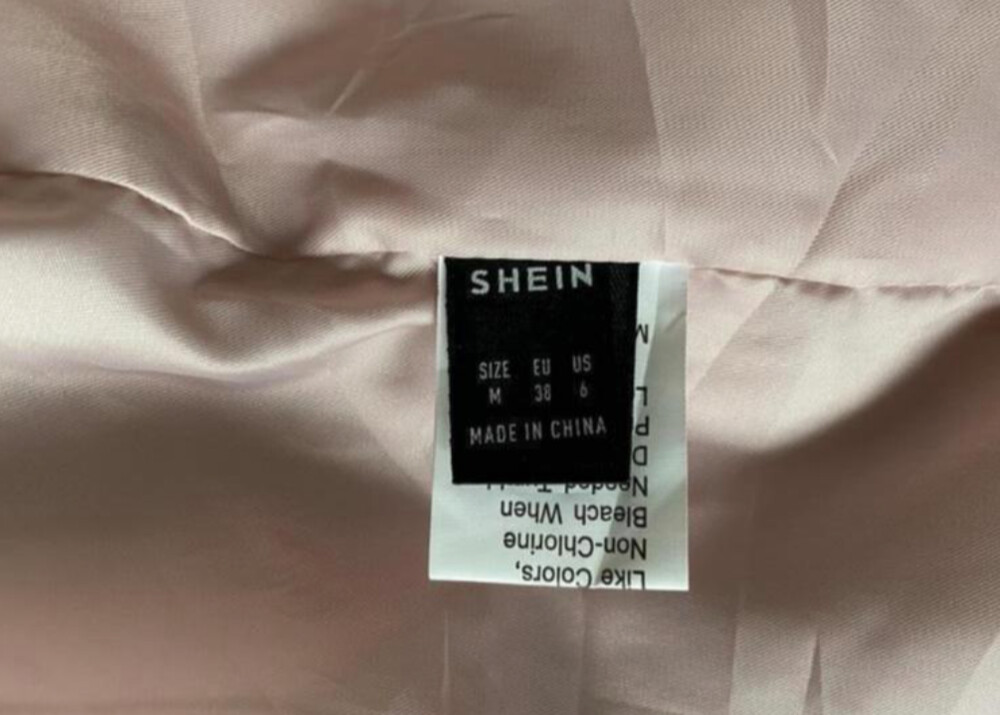 SHEIN
SIZE EU US
M 38 6
MADE IN CHINA
Like Colors,
Non-Chlorine
Bleach When
Needed